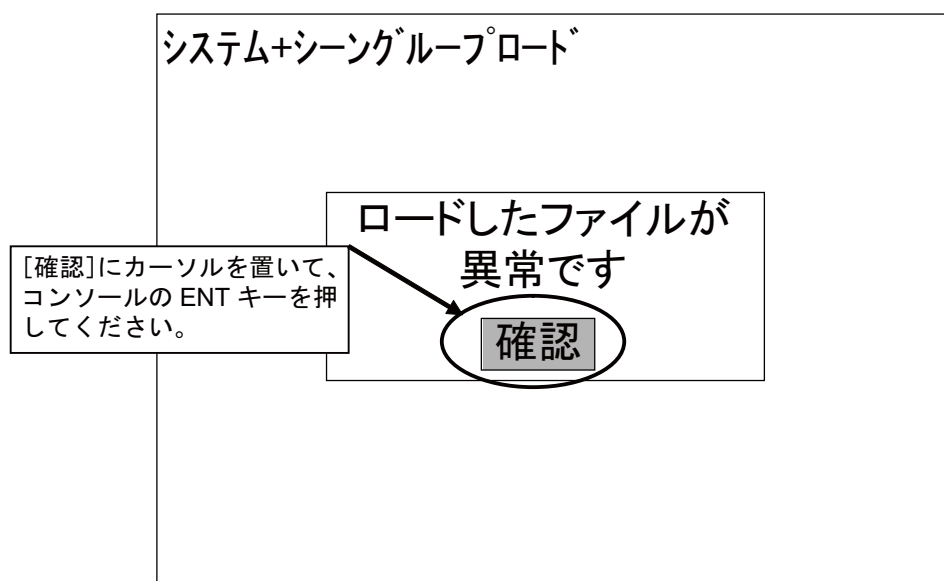 システム+シーングループロード
ロードしたファイルが
異常です
確認
[確認]にカーソルを置いて、
コンソールの ENT キーを押
してください。